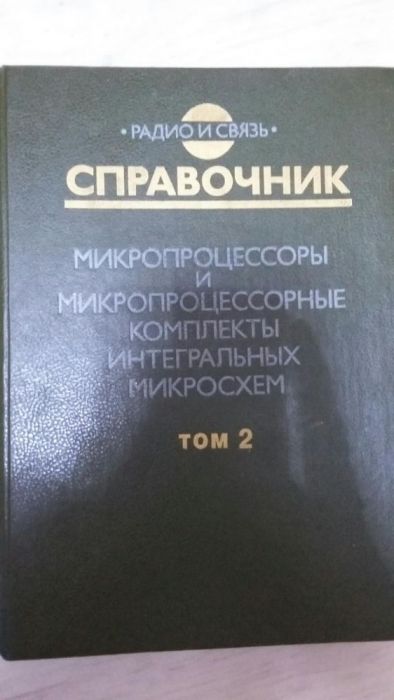 • РАДИО И СВЯЗЬ •
СПРАВОЧНИК
МИКРОПРОЦЕССОРЫ
И
МИКРОПРОЦЕССОРНЫЕ
КОМПЛЕКТЫ
ИНТЕГРАЛЬНЫХ
МИКРОСХЕМ
ТОМ 2